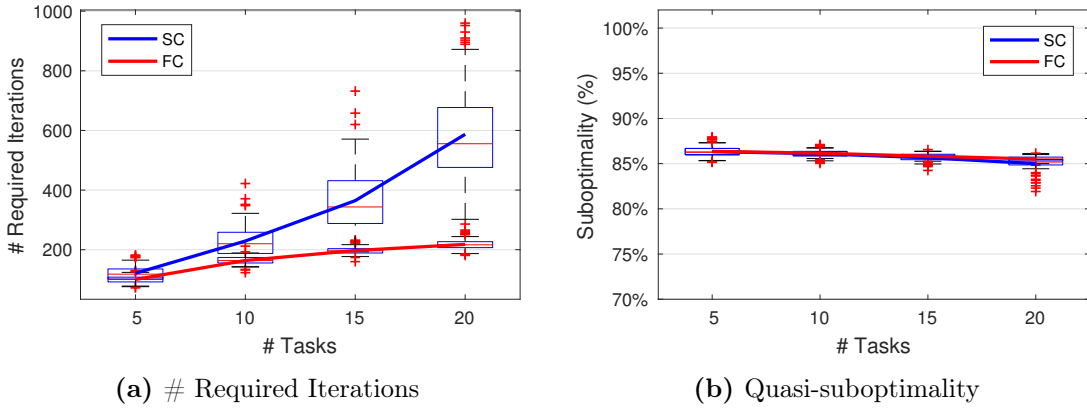 1000
800
600
400
200
# Required Iterations
SC
FC
5
10
15
20
# Tasks
(a) # Required Iterations
100%
95%
90%
85%
80%
75%
70%
Suboptimality (%)
SC
FC
5
10
15
20
# Tasks
(b) Quasi-suboptimality